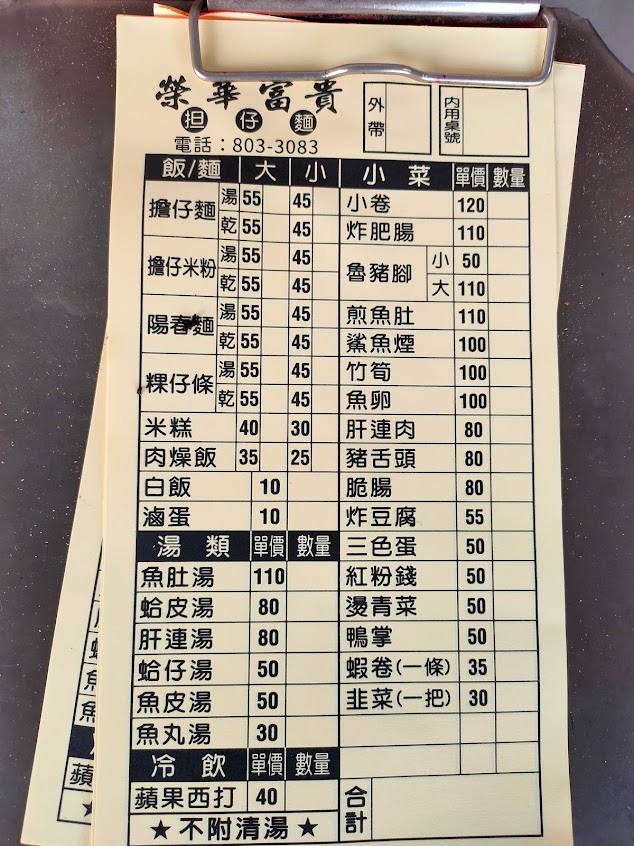 榮華富貴
担仔麵
電話：803-3083
外帶
內用桌號
飯/麵 大 小
擔仔麵 湯 55 45
乾 55 45
擔仔米粉 湯 55 45
乾 55 45
陽春麵 湯 55 45
乾 55 45
粿仔條 湯 55 45
乾 55 45
米糕 40 30
肉燥飯 35 25
白飯 10
滷蛋 10
湯類 單價 數量
魚肚湯 110
蛤皮湯 80
肝連湯 80
蛤仔湯 50
魚皮湯 50
魚丸湯 30
冷飲 單價 數量
蘋果西打 40
★不附清湯★
小菜 單價 數量
小卷 120
炸肥腸 110
魯豬腳 小 50
大 110
煎魚肚 110
鯊魚煙 100
竹筍 100
魚卵 100
肝連肉 80
豬舌頭 80
脆腸 80
炸豆腐 55
三色蛋 50
紅粉錢 50
燙青菜 50
鴨掌 50
蝦卷(一條) 35
韭菜(一把) 30
合計